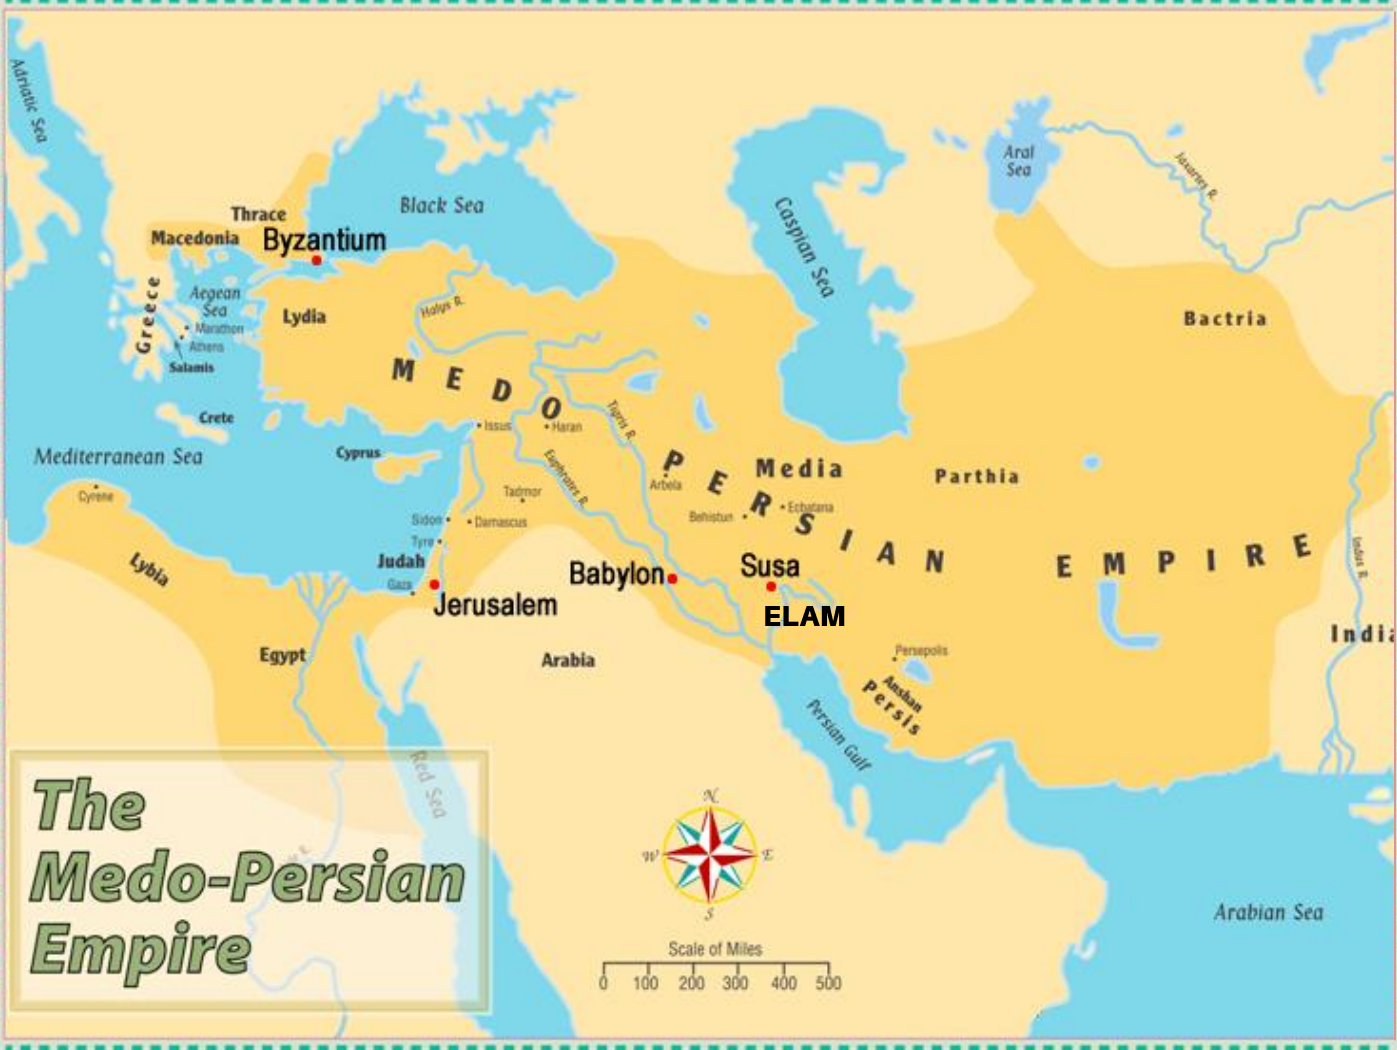 Adriatic Sea
Black Sea
Caspian Sea
Aral
Sea
Jaxartes R.
Thrace
Macedonia
Byzantium
Greece
Aegean
Sea
Marathon
Athens
Salamis
Lydia
Halys R.
Bactria
MEDO
PERSIAN EMPIRE
Crete
Cyprus
Issus
Haran
Tigris R.
Mediterranean Sea
Cyrene
Media
Parthia
Arbela
Behistun
Ecbatana
Tadmor
Euphrates R.
Sidon
Damascus
Tyre
Judah
Gaza
Jerusalem
Lybia
Babylon
Susa
ELAM
Indus R.
India
Egypt
Arabia
Persepolis
Anshan
Persis
Persian Gulf
Red Sea
The
Medo-Persian
Empire
N
W
E
S
Arabian Sea
Scale of Miles
0 100 200 300 400 500